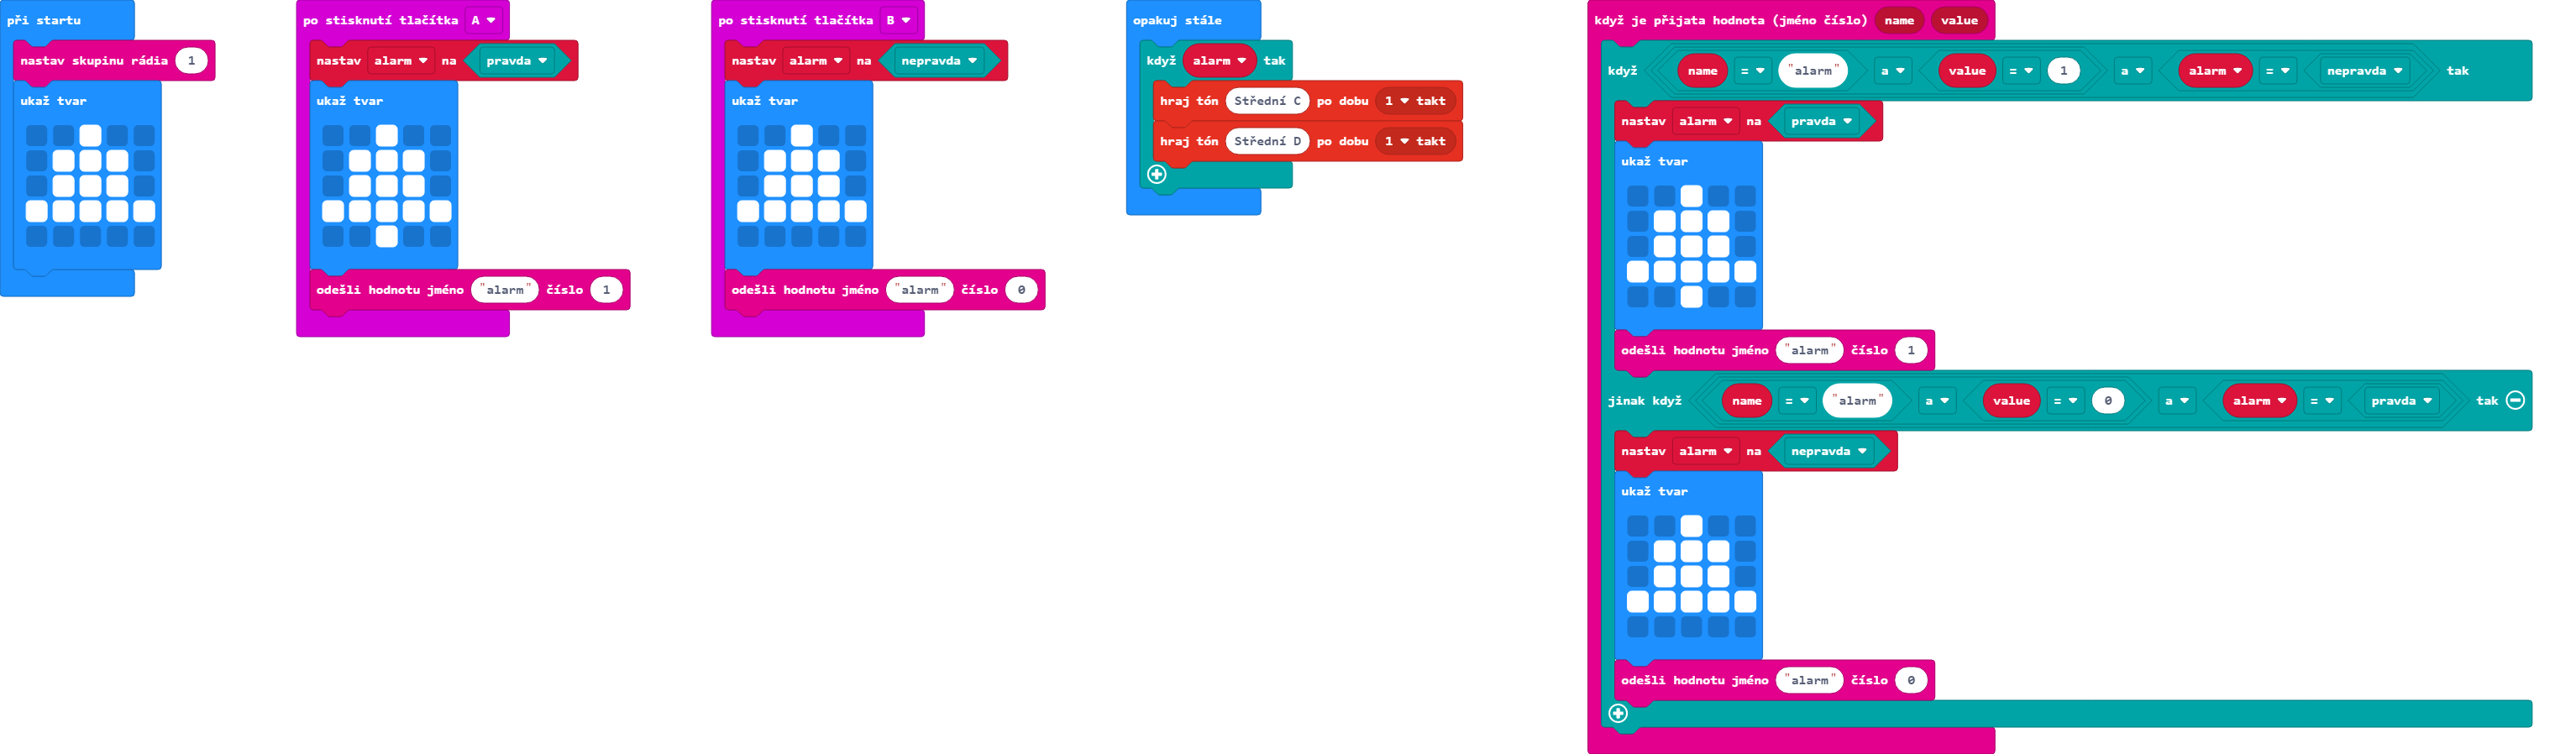 při startu
nastav skupinu rádia 1
ukaž tvar
po stisknutí tlačítka A
nastav alarm na pravda
ukaž tvar
odešli hodnotu jméno "alarm" číslo 1
po stisknutí tlačítka B
nastav alarm na nepravda
ukaž tvar
odešli hodnotu jméno "alarm" číslo 0
opakuj stále
když alarm tak
hraj tón Střední C po dobu 1 takt
hraj tón Střední D po dobu 1 takt
když je přijata hodnota (jméno číslo) name value
když name = "alarm" a value = 1 a alarm = nepravda tak
nastav alarm na pravda
ukaž tvar
odešli hodnotu jméno "alarm" číslo 1
jinak když name = "alarm" a value = 0 a alarm = pravda tak
nastav alarm na nepravda
ukaž tvar
odešli hodnotu jméno "alarm" číslo 0